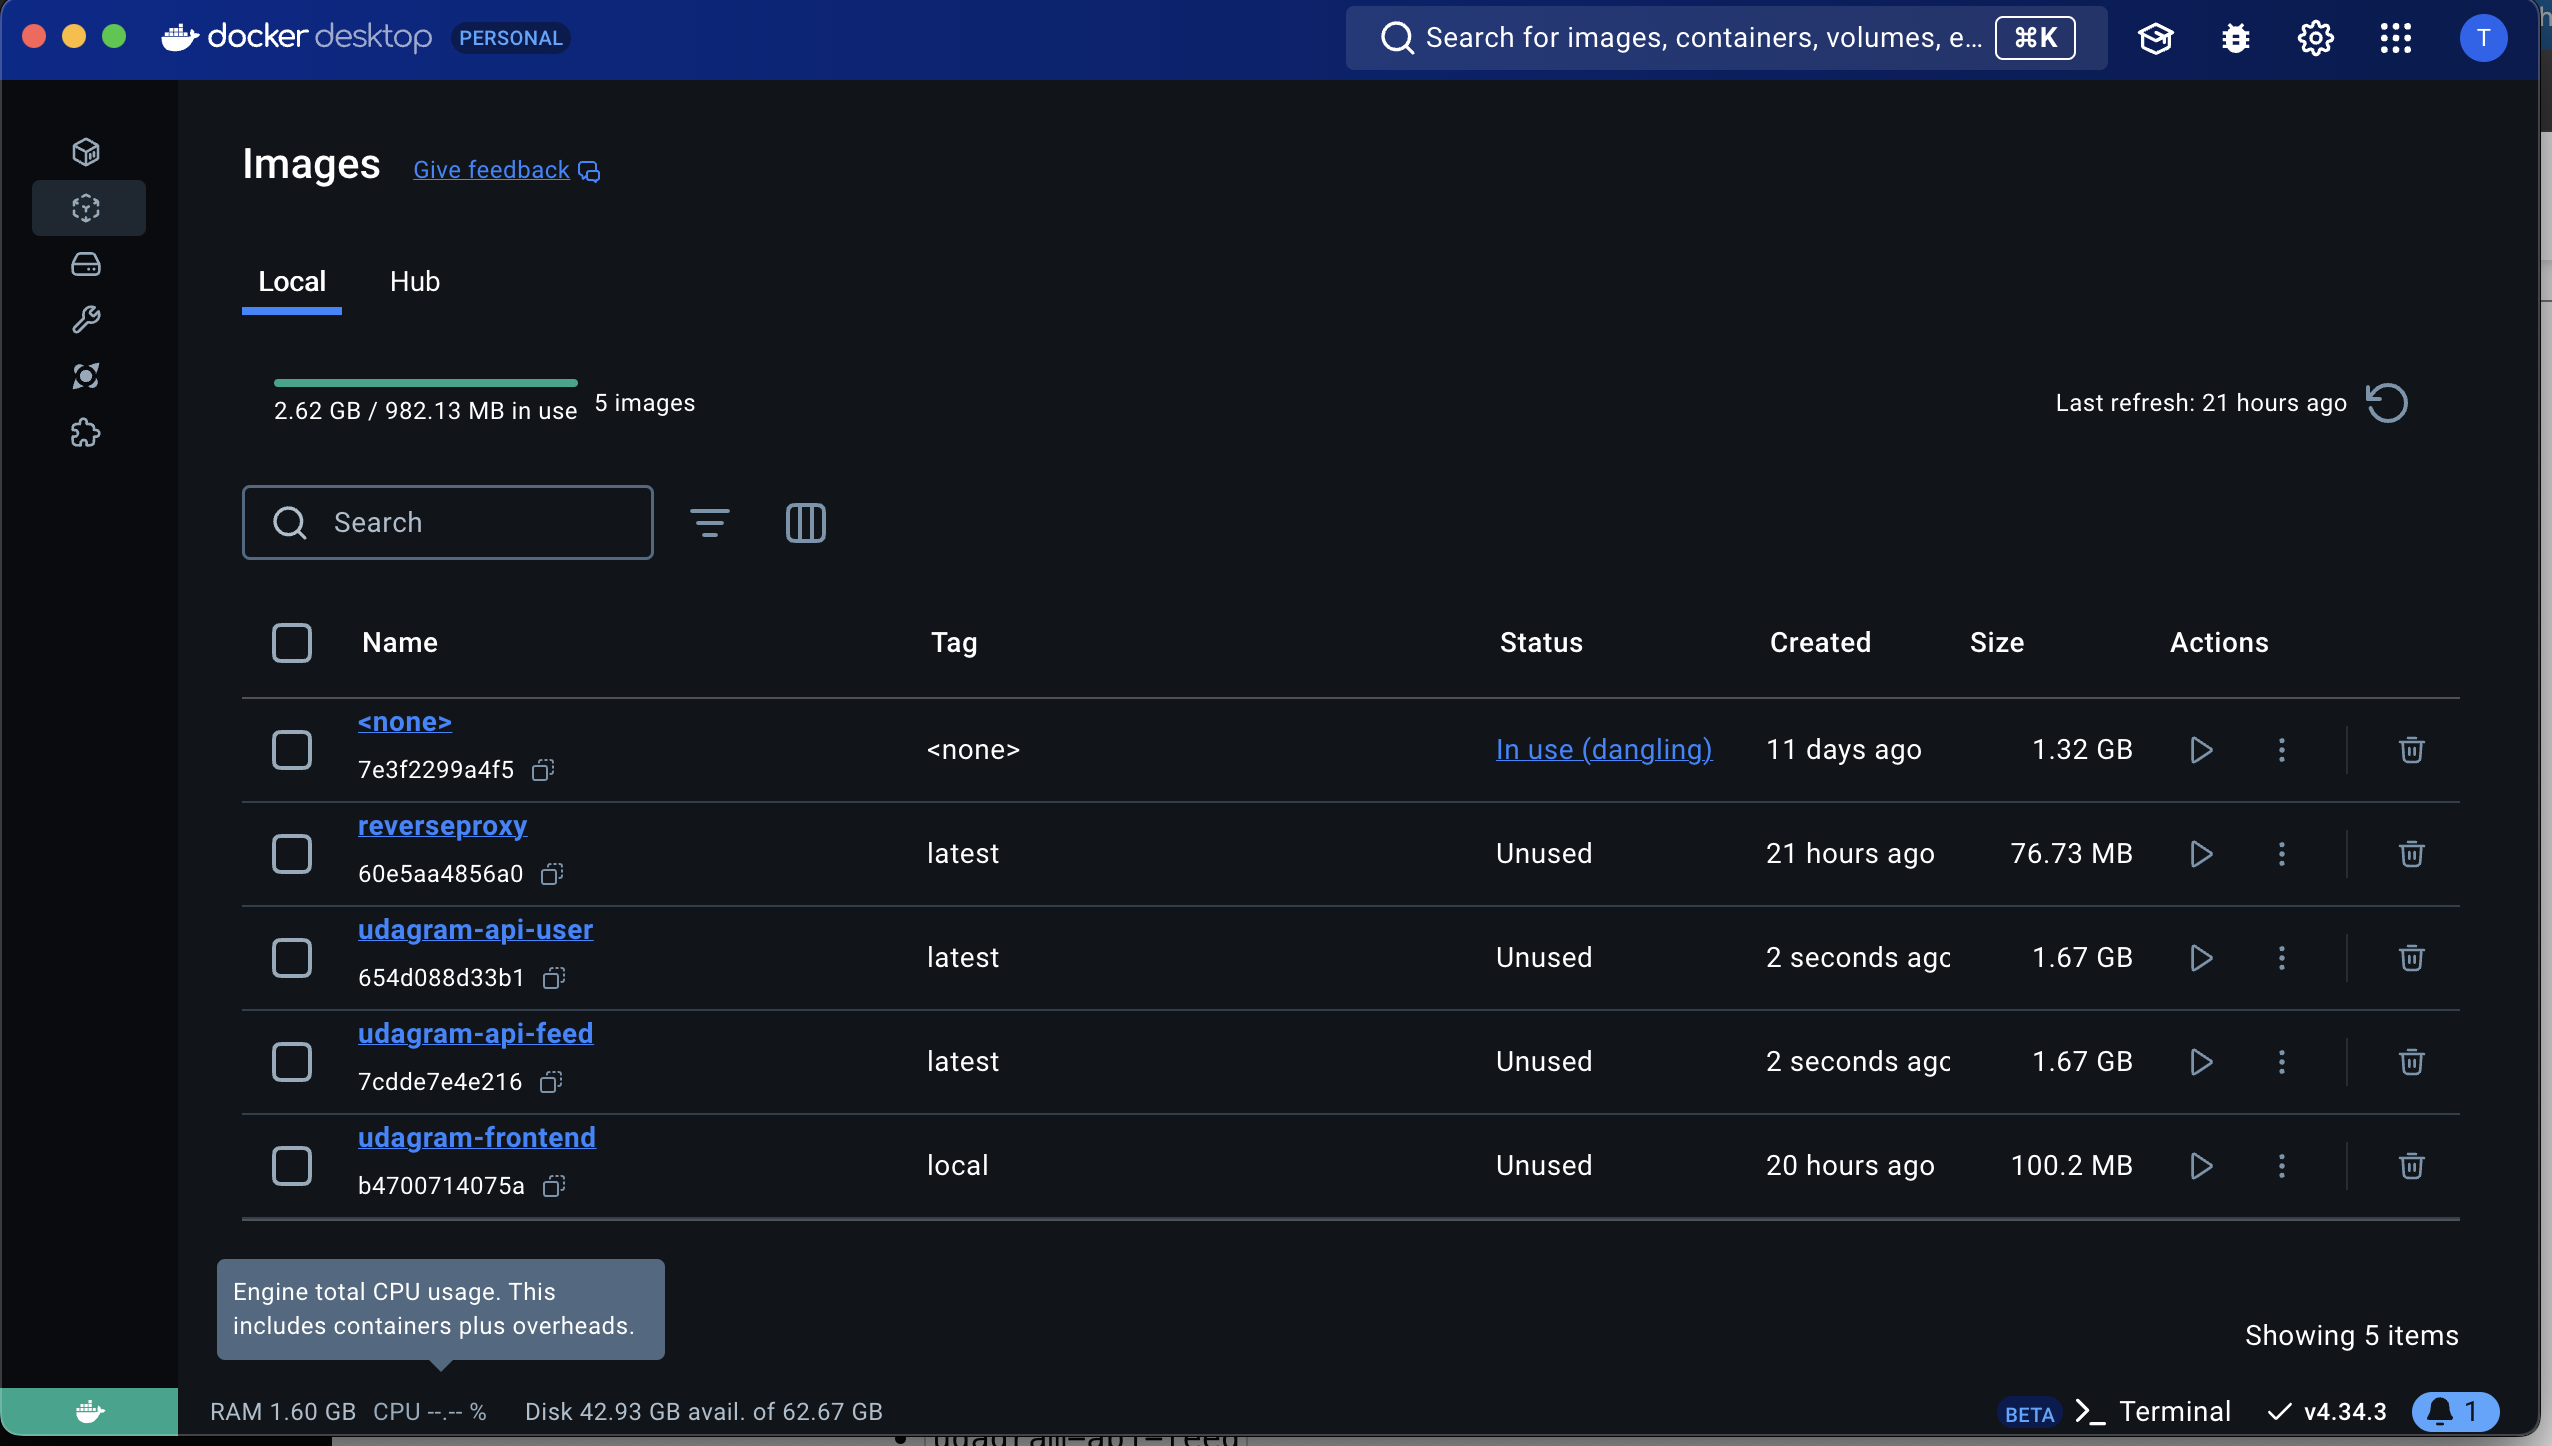 docker desktop PERSONAL
Search for images, containers, volumes, e... ⌘K
T
Images Give feedback
Local Hub
2.62 GB / 982.13 MB in use 5 images
Last refresh: 21 hours ago
Search
Name Tag Status Created Size Actions
<none>
7e3f2299a4f5
<none> In use (dangling) 11 days ago 1.32 GB
reverseproxy
60e5aa4856a0
latest Unused 21 hours ago 76.73 MB
udagram-api-user
654d088d33b1
latest Unused 2 seconds ago 1.67 GB
udagram-api-feed
7cdde7e4e216
latest Unused 2 seconds ago 1.67 GB
udagram-frontend
b4700714075a
local Unused 20 hours ago 100.2 MB
Engine total CPU usage. This
includes containers plus overheads.
Showing 5 items
RAM 1.60 GB CPU --.-- % Disk 42.93 GB avail. of 62.67 GB
BETA >_ Terminal ✓ v4.34.3 1
udagram-api-feed